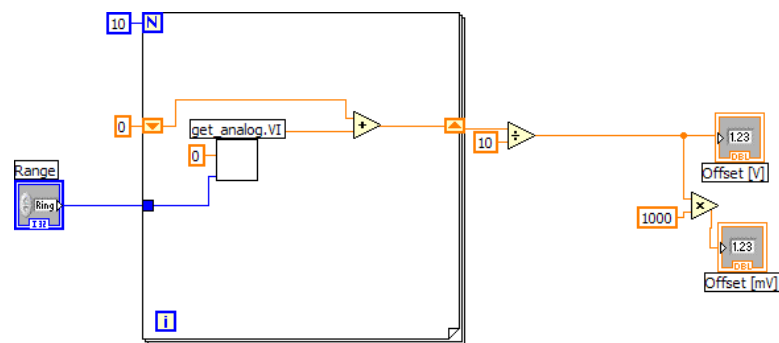 10 N
0
get_analog.VI
+
0
Range
Ring
I32
i
10
÷
1.23
DBL
Offset [V]
1000
×
1.23
DBL
Offset [mV]